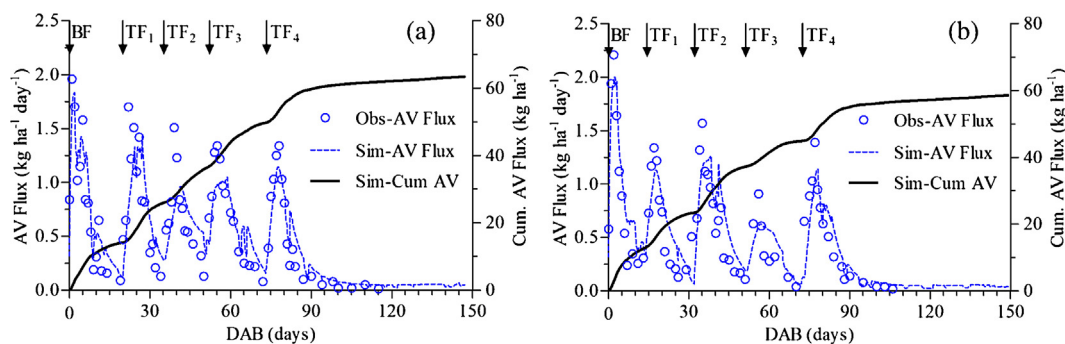 BF TF1 TF2 TF3 TF4 (a)
2.5
2.0
1.5
1.0
0.5
0.0
AV Flux
(kg ha-1 day-1)
Obs-AV Flux
Sim-AV Flux
Sim-Cum AV
80
60
40
20
0
Cum. AV Flux (kg ha-1)
0 30 60 90 120 150
DAB (days)
BF TF1 TF2 TF3 TF4 (b)
2.5
2.0
1.5
1.0
0.5
0.0
AV Flux
(kg ha-1 day-1)
Obs-AV Flux
Sim-AV Flux
Sim-Cum AV
80
60
40
20
0
Cum. AV Flux (kg ha-1)
0 30 60 90 120 150
DAB (days)